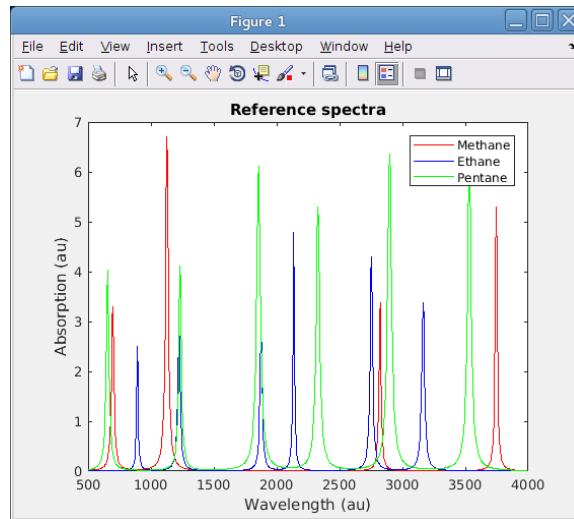 Figure 1
File Edit View Insert Tools Desktop Window Help
Reference spectra
Methane
Ethane
Pentane
Absorption (au)
7
6
5
4
3
2
1
0
500 1000 1500 2000 2500 3000 3500 4000
Wavelength (au)